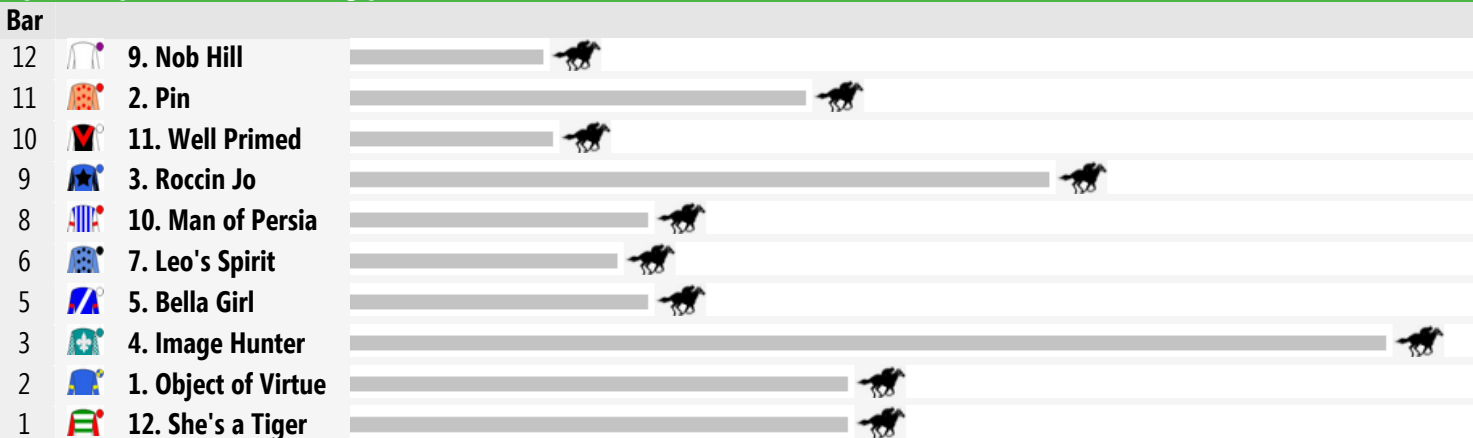 Bar
12 9. Nob Hill
11 2. Pin
10 11. Well Primed
9 3. Roccin Jo
8 10. Man of Persia
6 7. Leo's Spirit
5 5. Bella Girl
3 4. Image Hunter
2 1. Object of Virtue
1 12. She's a Tiger